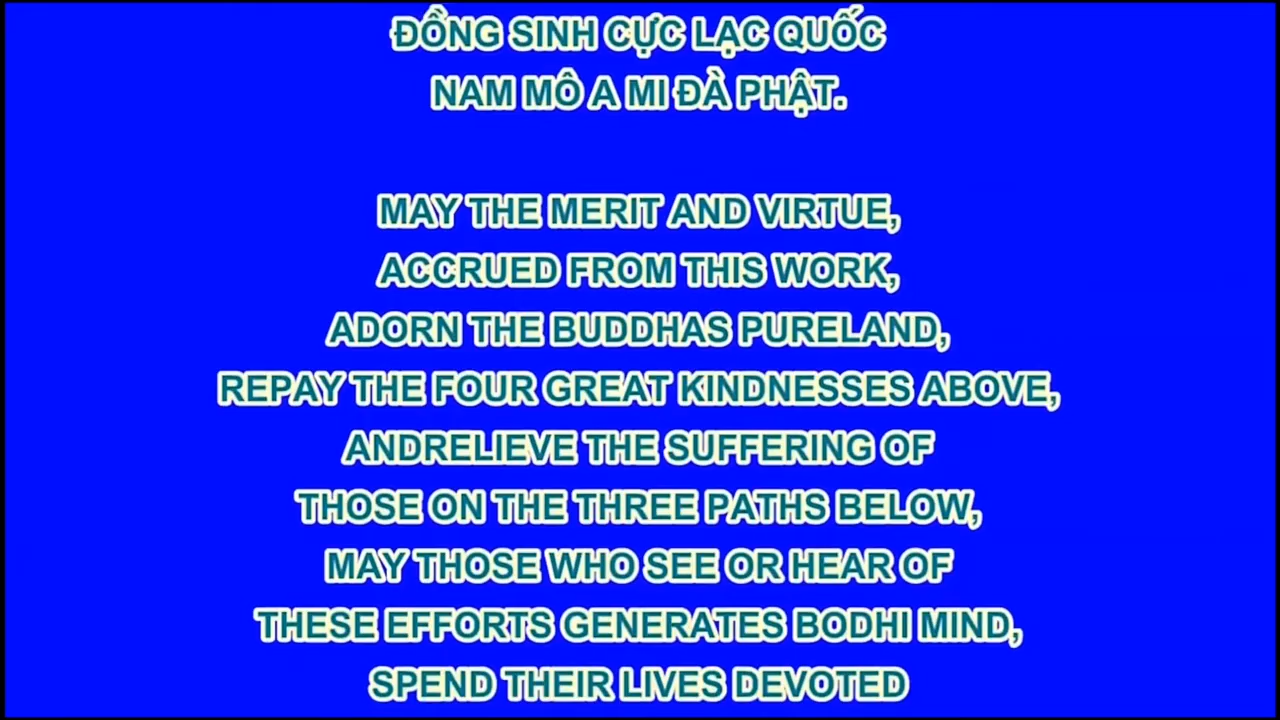 ĐỒNG SINH CỰC LẠC QUỐC
NAM MÔ A MI ĐÀ PHẬT.
MAY THE MERIT AND VIRTUE,
ACCRUED FROM THIS WORK,
ADORN THE BUDDHAS PURELAND,
REPAY THE FOUR GREAT KINDNESSES ABOVE,
ANDRELIEVE THE SUFFERING OF
THOSE ON THE THREE PATHS BELOW,
MAY THOSE WHO SEE OR HEAR OF
THESE EFFORTS GENERATES BODHI MIND,
SPEND THEIR LIVES DEVOTED